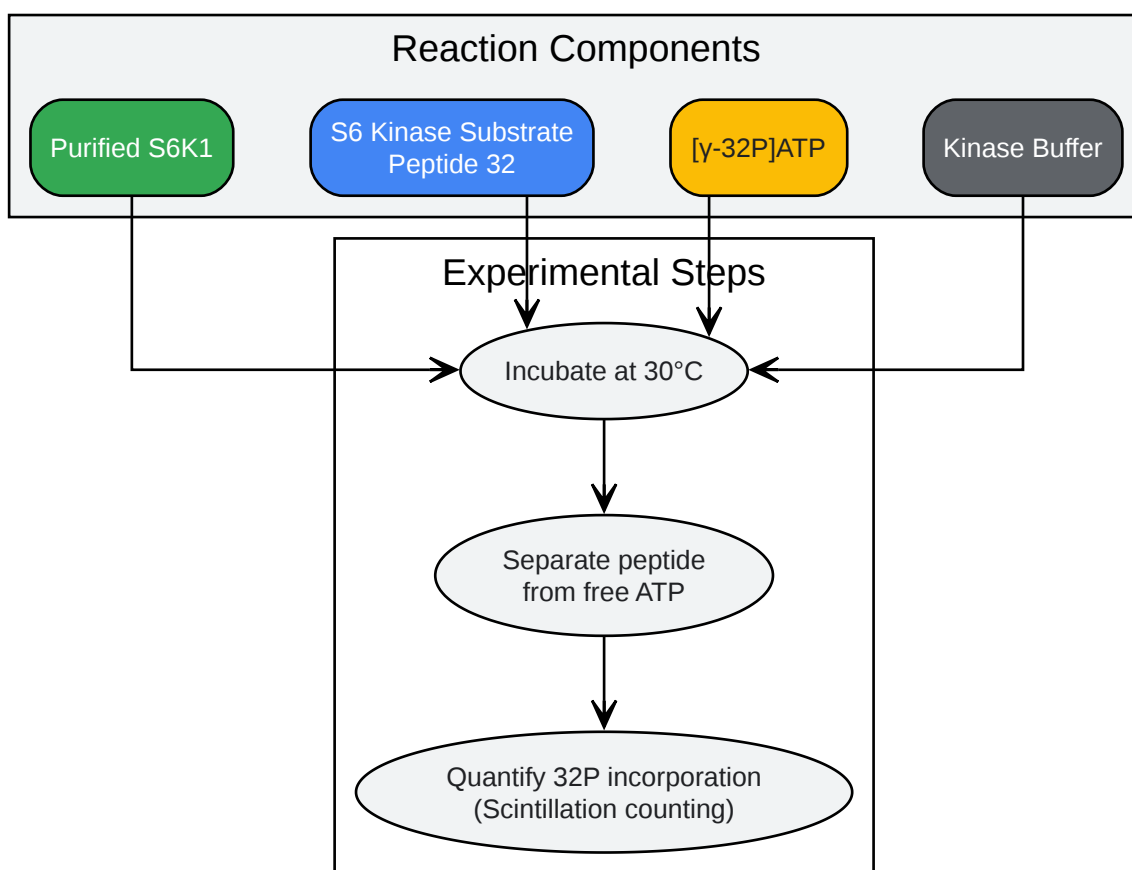 Reaction Components
Purified S6K1
S6 Kinase Substrate
Peptide 32
[γ-32P]ATP
Kinase Buffer
Experimental Steps
Incubate at 30°C
Separate peptide
from free ATP
Quantify 32P incorporation
(Scintillation counting)